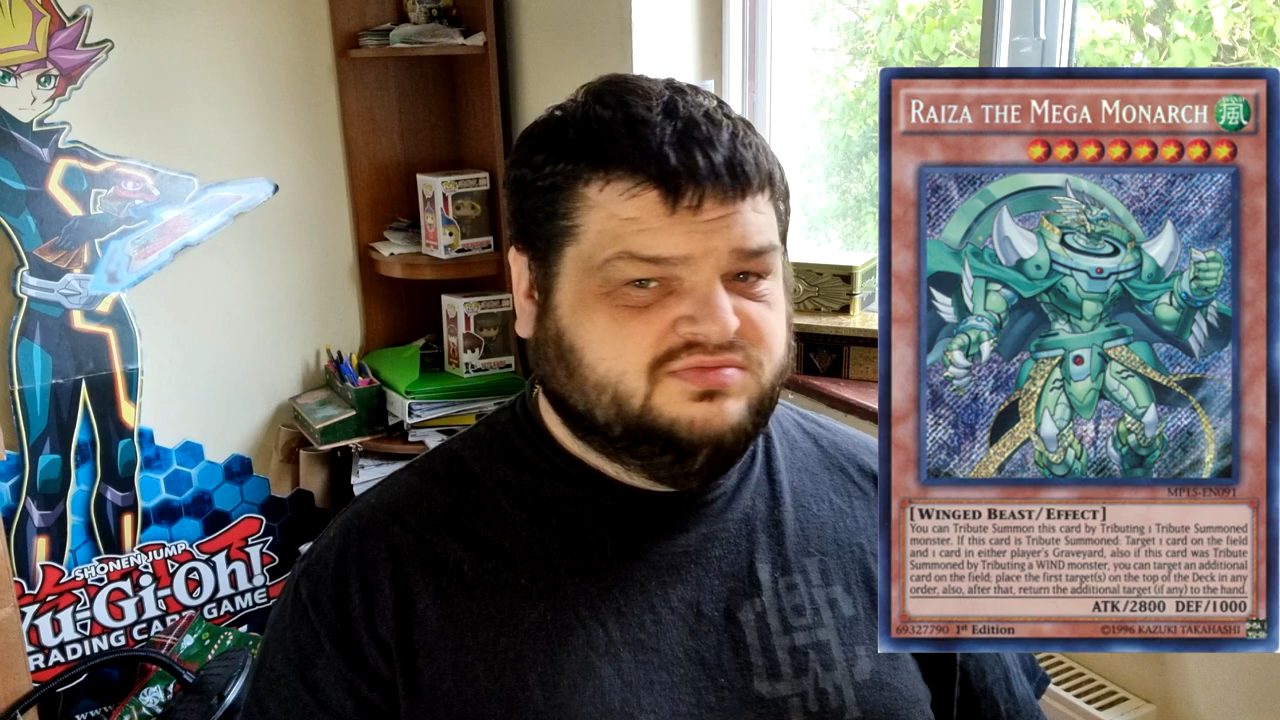 SHONEN JUMP
Yu-Gi-Oh!
TRADING CARD GAME
www.
RAIZA THE MEGA MONARCH
WIND
風
MP15-EN091
[WINGED BEAST/EFFECT]
You can Tribute Summon this card by Tributing 1 Tribute Summoned
monster. If this card is Tribute Summoned: Target 1 card on the field
and 1 card in either player's Graveyard, also if this card was Tribute
Summoned by Tributing a WIND monster, you can target an additional
card on the field; place the first target(s) on the top of the Deck in any
order, also, after that, return the additional target (if any) to the hand.
ATK/2800 DEF/1000
69327790 1st Edition
©1996 KAZUKI TAKAHASHI